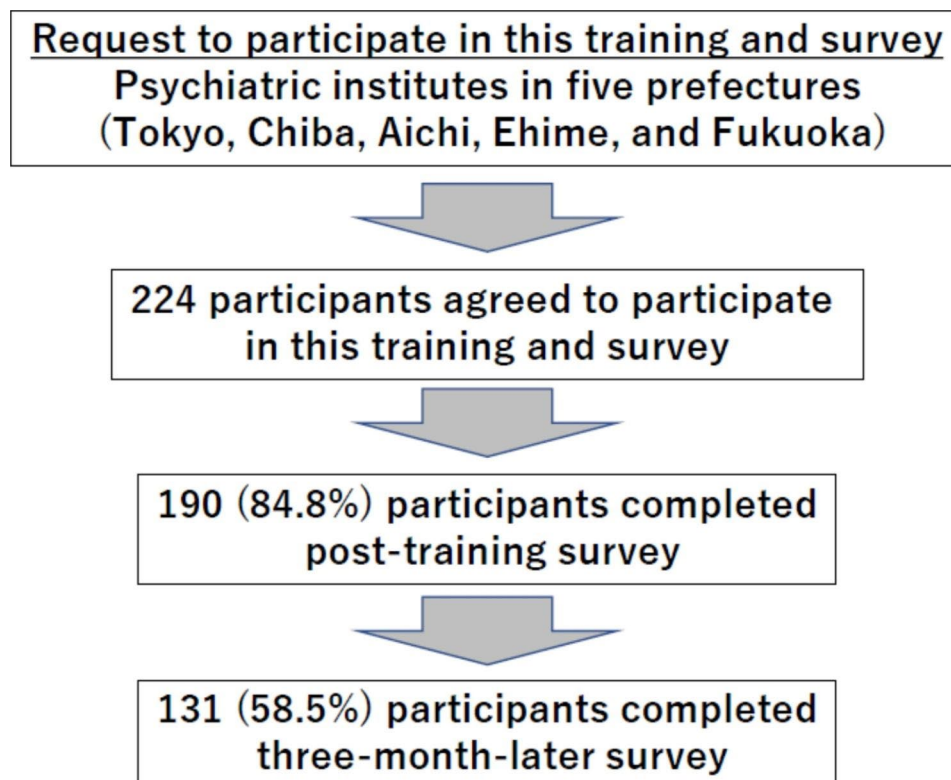 Request to participate in this training and survey
Psychiatric institutes in five prefectures
(Tokyo, Chiba, Aichi, Ehime, and Fukuoka)
224 participants agreed to participate
in this training and survey
190 (84.8%) participants completed
post-training survey
131 (58.5%) participants completed
three-month-later survey